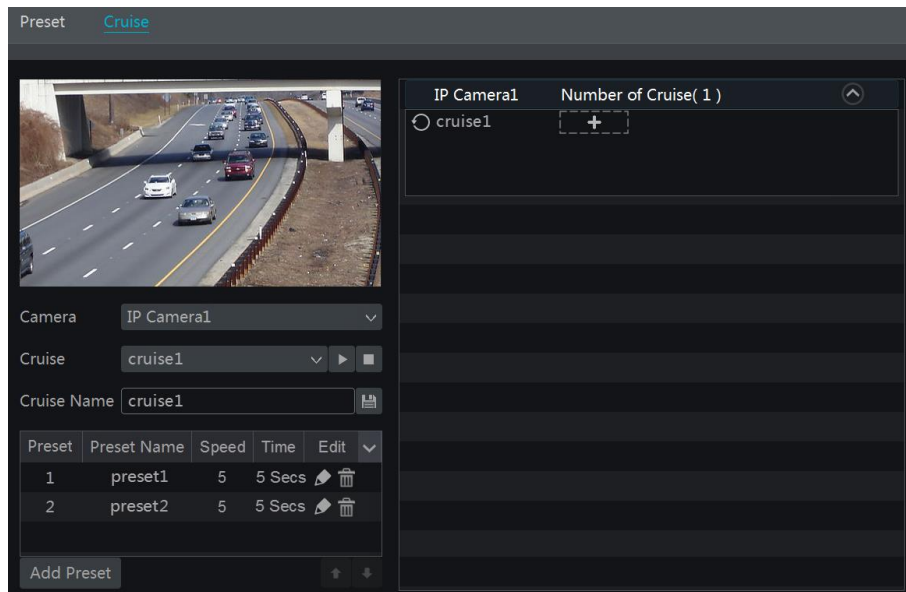 Preset Cruise
IP Camera1 Number of Cruise( 1 )
cruise1
Camera IP Camera1
Cruise cruise1
Cruise Name cruise1
Preset Preset Name Speed Time Edit
1 preset1 5 5 Secs
2 preset2 5 5 Secs
Add Preset